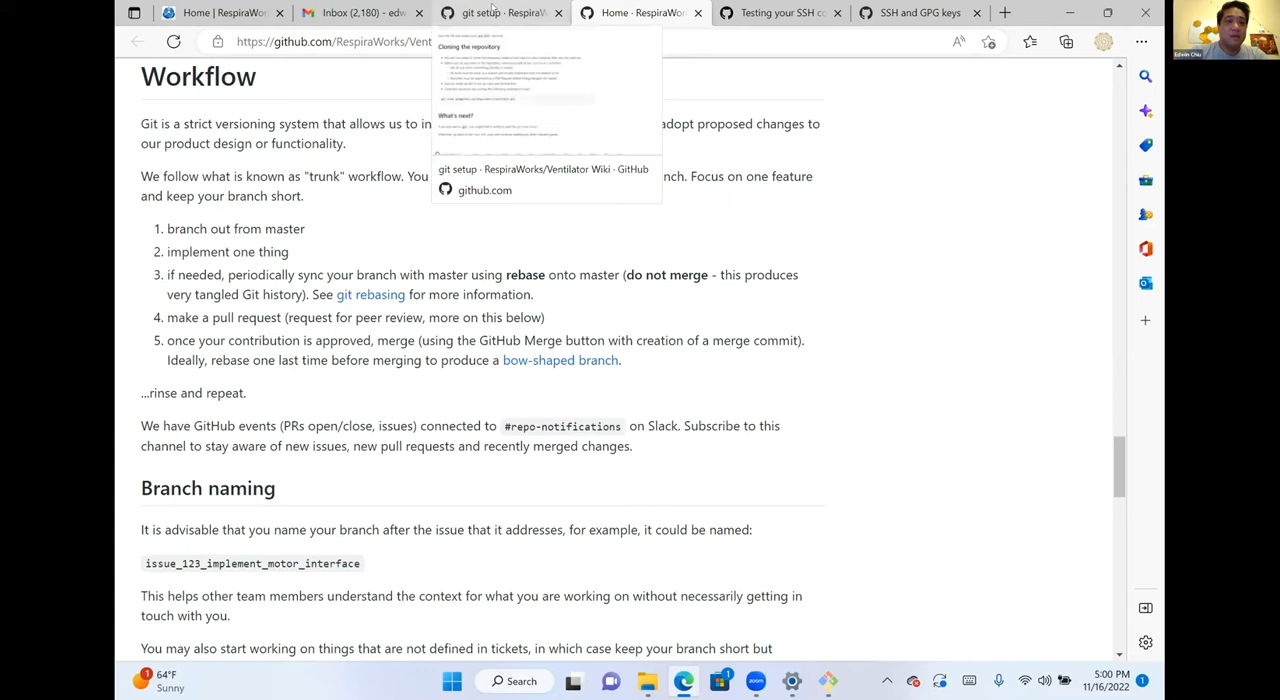 Home | RespiraWor
Inbox (2,180) - edw
git setup · RespiraW
Home · RespiraWor
Testing your SSH c
SSH and GPG keys
https://github.com/RespiraWorks/Vent
Edwin Chiu
Cloning the repository
What's next?
git setup · RespiraWorks/Ventilator Wiki · GitHub
github.com
Workflow
Git is a strict versioning system that allows us to in
adopt proposed changes to
our product design or functionality.
We follow what is known as "trunk" workflow. You
nch. Focus on one feature
and keep your branch short.
1. branch out from master
2. implement one thing
3. if needed, periodically sync your branch with master using rebase onto master (do not merge - this produces
very tangled Git history). See git rebasing for more information.
4. make a pull request (request for peer review, more on this below)
5. once your contribution is approved, merge (using the GitHub Merge button with creation of a merge commit).
Ideally, rebase one last time before merging to produce a bow-shaped branch.
...rinse and repeat.
We have GitHub events (PRs open/close, issues) connected to #repo-notifications on Slack. Subscribe to this
channel to stay aware of new issues, new pull requests and recently merged changes.
Branch naming
It is advisable that you name your branch after the issue that it addresses, for example, it could be named:
issue_123_implement_motor_interface
This helps other team members understand the context for what you are working on without necessarily getting in
touch with you.
You may also start working on things that are not defined in tickets, in which case keep your branch short but
1
64°F
Sunny
Search
1
zoom
5:00 PM
11/16/2022
1